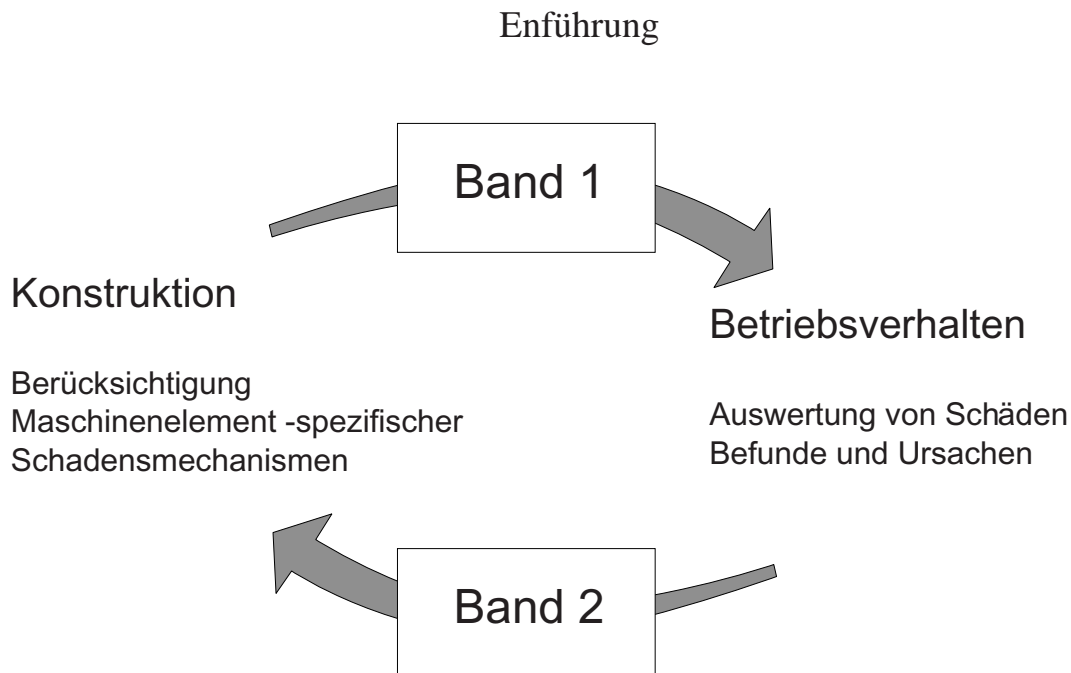 Enführung
Band 1
Konstruktion
Berücksichtigung
Maschinenelement -spezifischer
Schadensmechanismen
Betriebsverhalten
Auswertung von Schäden
Befunde und Ursachen
Band 2